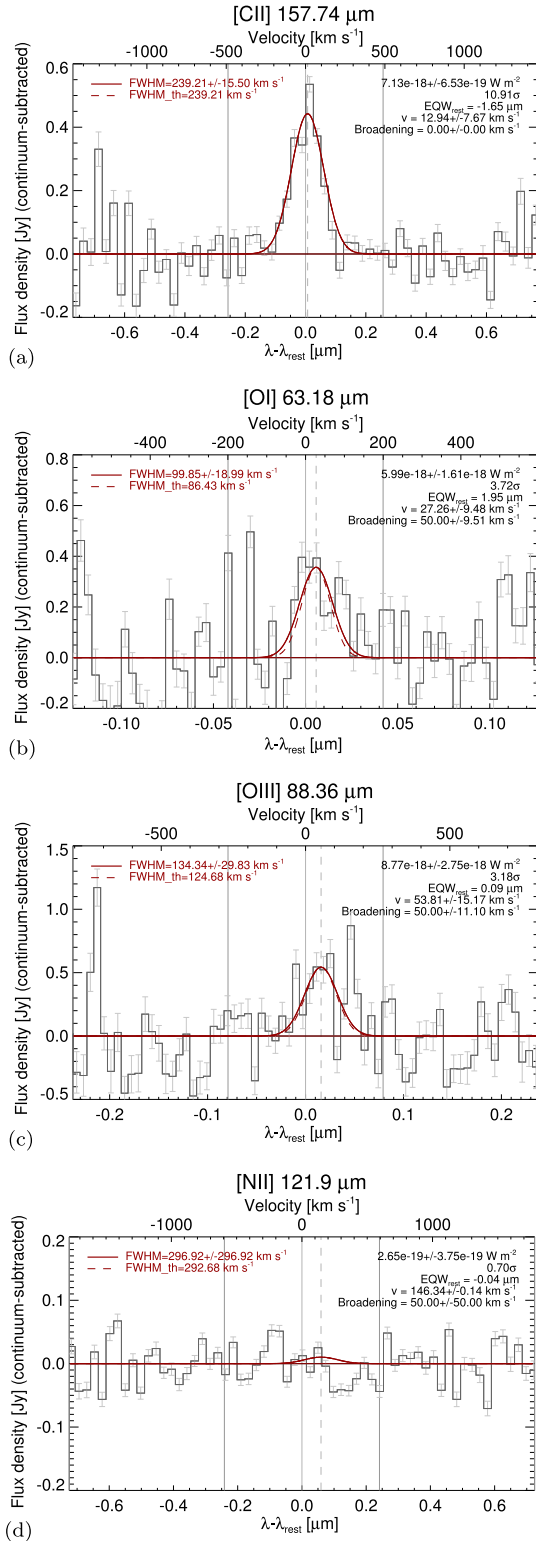 [CII] 157.74 μm
Velocity [km s⁻¹]
-1000 -500 0 500 1000
FWHM=239.21+/-15.50 km s⁻¹
FWHM_th=239.21 km s⁻¹
7.13e-18+/-6.53e-19 W m⁻²
10.91σ
EQWrest = -1.65 μm
v = 12.94+/-7.67 km s⁻¹
Broadening = 0.00+/-0.00 km s⁻¹
Flux density [Jy] (continuum-subtracted)
0.6
0.4
0.2
0.0
-0.2
-0.6 -0.4 -0.2 0.0 0.2 0.4 0.6
λ-λrest [μm]
(a)
[OI] 63.18 μm
Velocity [km s⁻¹]
-400 -200 0 200 400
FWHM=99.85+/-18.99 km s⁻¹
FWHM_th=86.43 km s⁻¹
5.99e-18+/-1.61e-18 W m⁻²
3.72σ
EQWrest = 1.95 μm
v = 27.26+/-9.48 km s⁻¹
Broadening = 50.00+/-9.51 km s⁻¹
Flux density [Jy] (continuum-subtracted)
0.8
0.6
0.4
0.2
0.0
-0.2
-0.10 -0.05 0.00 0.05 0.10
λ-λrest [μm]
(b)
[OIII] 88.36 μm
Velocity [km s⁻¹]
-500 0 500
FWHM=134.34+/-29.83 km s⁻¹
FWHM_th=124.68 km s⁻¹
8.77e-18+/-2.75e-18 W m⁻²
3.18σ
EQWrest = 0.09 μm
v = 53.81+/-15.17 km s⁻¹
Broadening = 50.00+/-11.10 km s⁻¹
Flux density [Jy] (continuum-subtracted)
1.5
1.0
0.5
0.0
-0.5
-0.2 -0.1 0.0 0.1 0.2
λ-λrest [μm]
(c)
[NII] 121.9 μm
Velocity [km s⁻¹]
-1000 0 1000
FWHM=296.92+/-296.92 km s⁻¹
FWHM_th=292.68 km s⁻¹
2.65e-19+/-3.75e-19 W m⁻²
0.70σ
EQWrest = -0.04 μm
v = 146.34+/-0.14 km s⁻¹
Broadening = 50.00+/-50.00 km s⁻¹
Flux density [Jy] (continuum-subtracted)
0.2
0.1
0.0
-0.1
-0.2
-0.6 -0.4 -0.2 0.0 0.2 0.4 0.6
λ-λrest [μm]
(d)